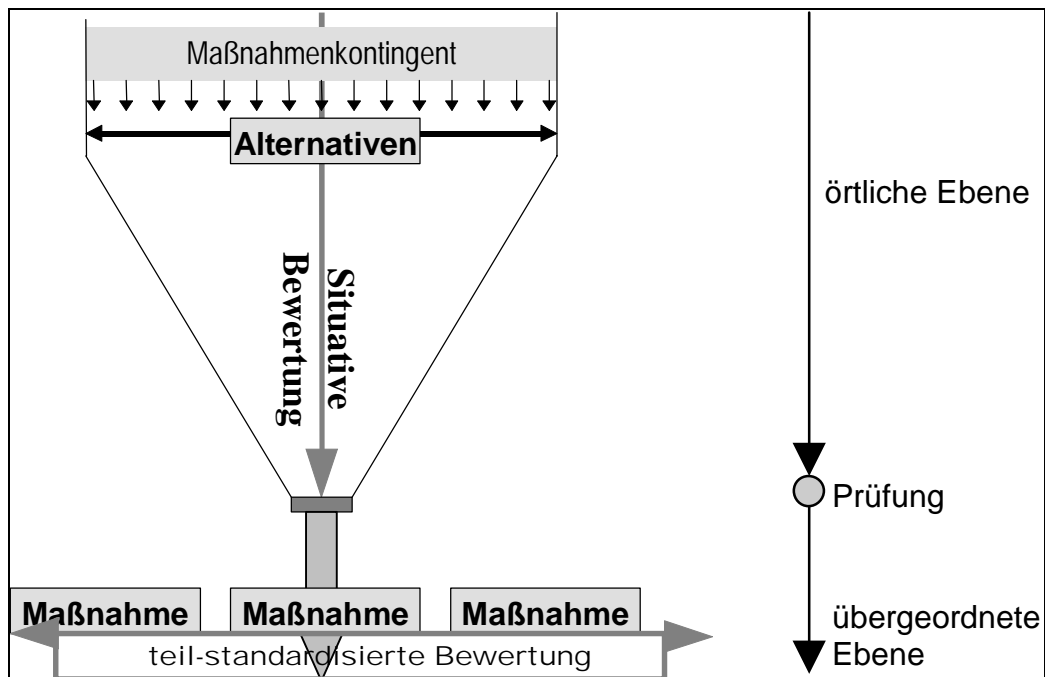 Maßnahmenkontingent
Alternativen
örtliche Ebene
Situative
Bewertung
Prüfung
Maßnahme
Maßnahme
Maßnahme
übergeordnete
Ebene
teil-standardisierte Bewertung